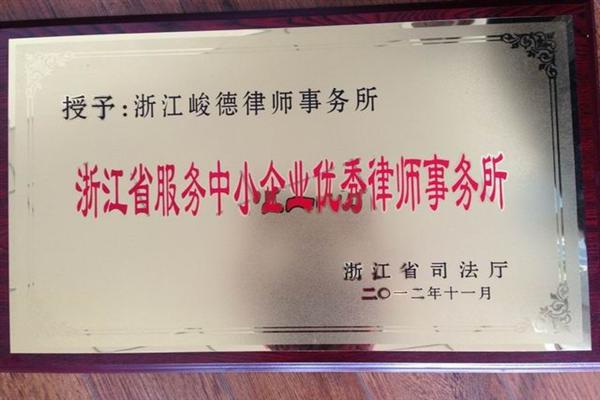 授予:浙江峻德律师事务所
浙江省服务中小企业优秀律师事务所
浙江省司法厅
二〇一二年十一月